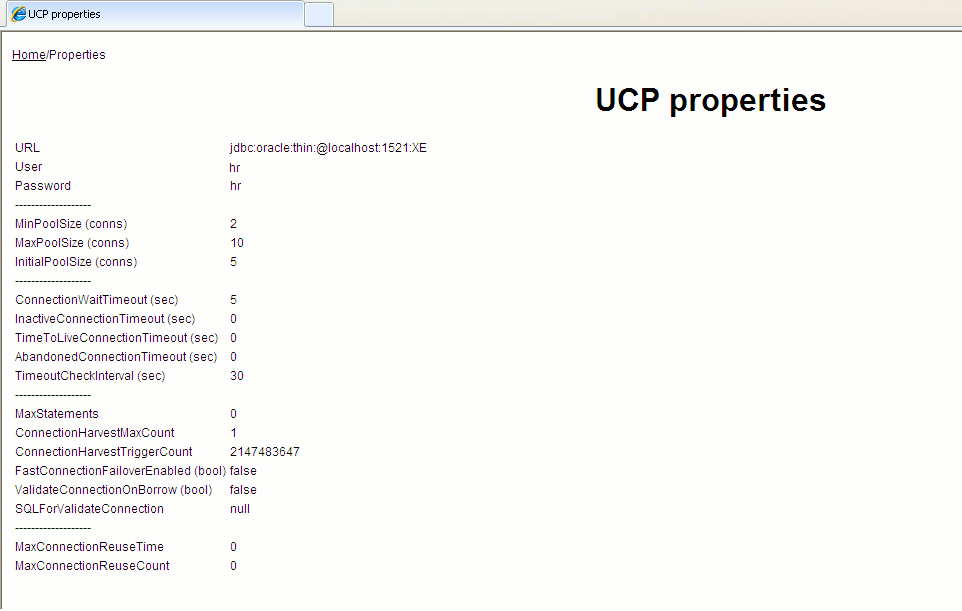 UCP properties
Home/Properties
UCP properties
URL jdbc:oracle:thin:@localhost:1521:XE
User hr
Password hr
-------------------
MinPoolSize (conns) 2
MaxPoolSize (conns) 10
InitialPoolSize (conns) 5
-------------------
ConnectionWaitTimeout (sec) 5
InactiveConnectionTimeout (sec) 0
TimeToLiveConnectionTimeout (sec) 0
AbandonedConnectionTimeout (sec) 0
TimeoutCheckInterval (sec) 30
-------------------
MaxStatements 0
ConnectionHarvestMaxCount 1
ConnectionHarvestTriggerCount 2147483647
FastConnectionFailoverEnabled (bool) false
ValidateConnectionOnBorrow (bool) false
SQLForValidateConnection null
-------------------
MaxConnectionReuseTime 0
MaxConnectionReuseCount 0